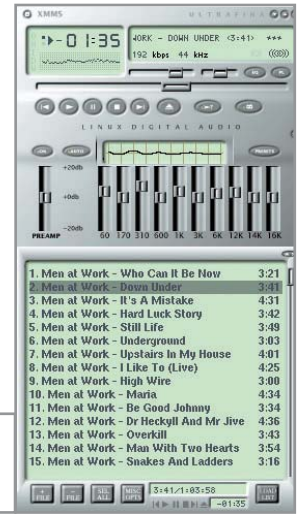 XMMS
ULTRAFINA
-01:35
WORK - DOWN UNDER <3:41> ***
192 kbps 44 kHz
LINUX DIGITAL AUDIO
ON
AUTO
PRESETS
+20db
+0db
-20db
PREAMP
60 170 310 600 1K 3K 6K 12K 14K 16K
1. Men at Work - Who Can It Be Now 3:21
2. Men at Work - Down Under 3:41
3. Men at Work - It's A Mistake 4:31
4. Men at Work - Hard Luck Story 3:42
5. Men at Work - Still Life 3:49
6. Men at Work - Underground 3:03
7. Men at Work - Upstairs In My House 4:01
8. Men at Work - I Like To (Live) 4:25
9. Men at Work - High Wire 3:00
10. Men at Work - Maria 4:34
11. Men at Work - Be Good Johnny 3:34
12. Men at Work - Dr Heckyll And Mr Jive 4:36
13. Men at Work - Overkill 3:43
14. Men at Work - Man With Two Hearts 3:54
15. Men at Work - Snakes And Ladders 3:16
+ FILE
- FILE
SEL ALL
MISC OPTS
3:41/1:03:58
LOAD LIST
-01:35